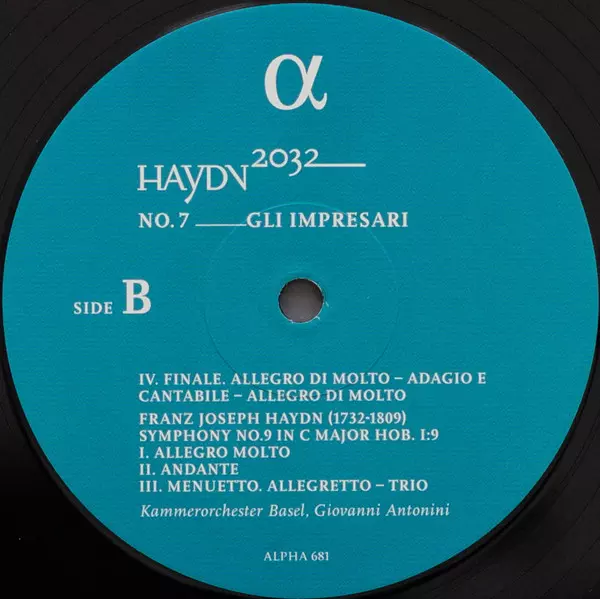 α
HAYDN2032
NO. 7 GLI IMPRESARI
SIDE B
IV. FINALE. ALLEGRO DI MOLTO – ADAGIO E
CANTABILE – ALLEGRO DI MOLTO
FRANZ JOSEPH HAYDN (1732-1809)
SYMPHONY NO.9 IN C MAJOR HOB. I:9
I. ALLEGRO MOLTO
II. ANDANTE
III. MENUETTO. ALLEGRETTO – TRIO
Kammerorchester Basel, Giovanni Antonini
ALPHA 681